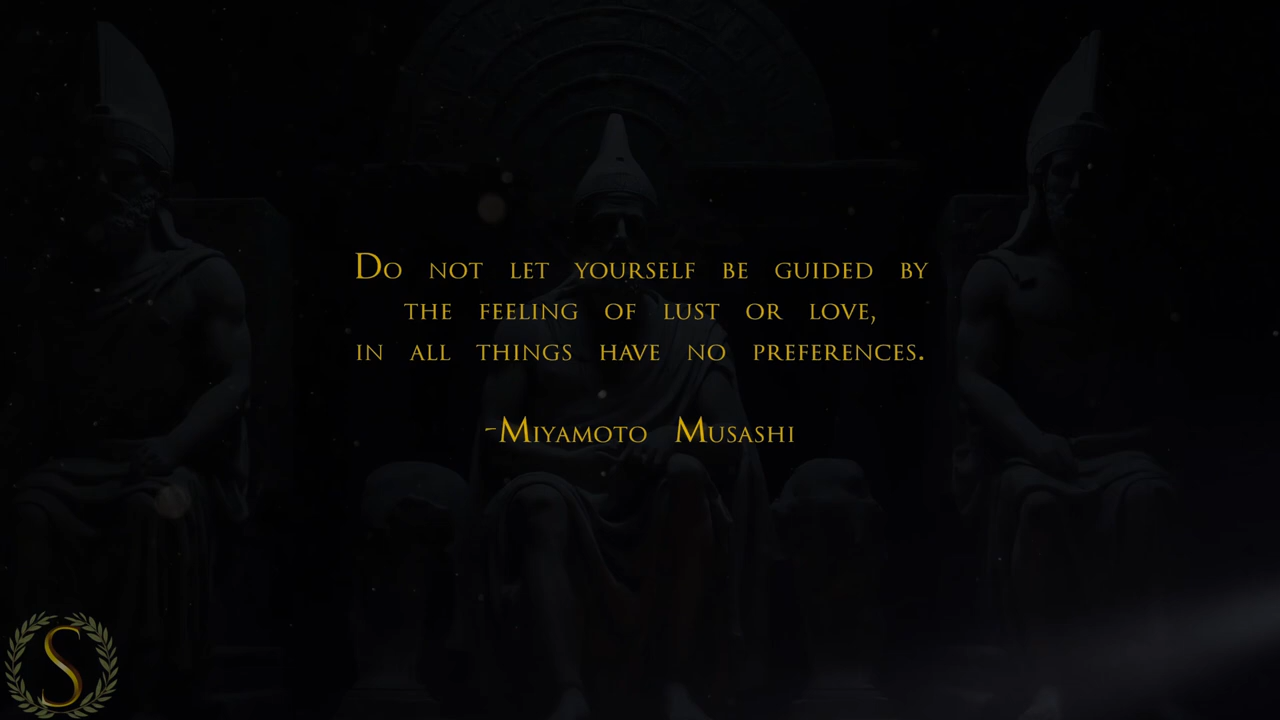 Do not let yourself be guided by
the feeling of lust or love,
in all things have no preferences.
-Miyamoto Musashi
S